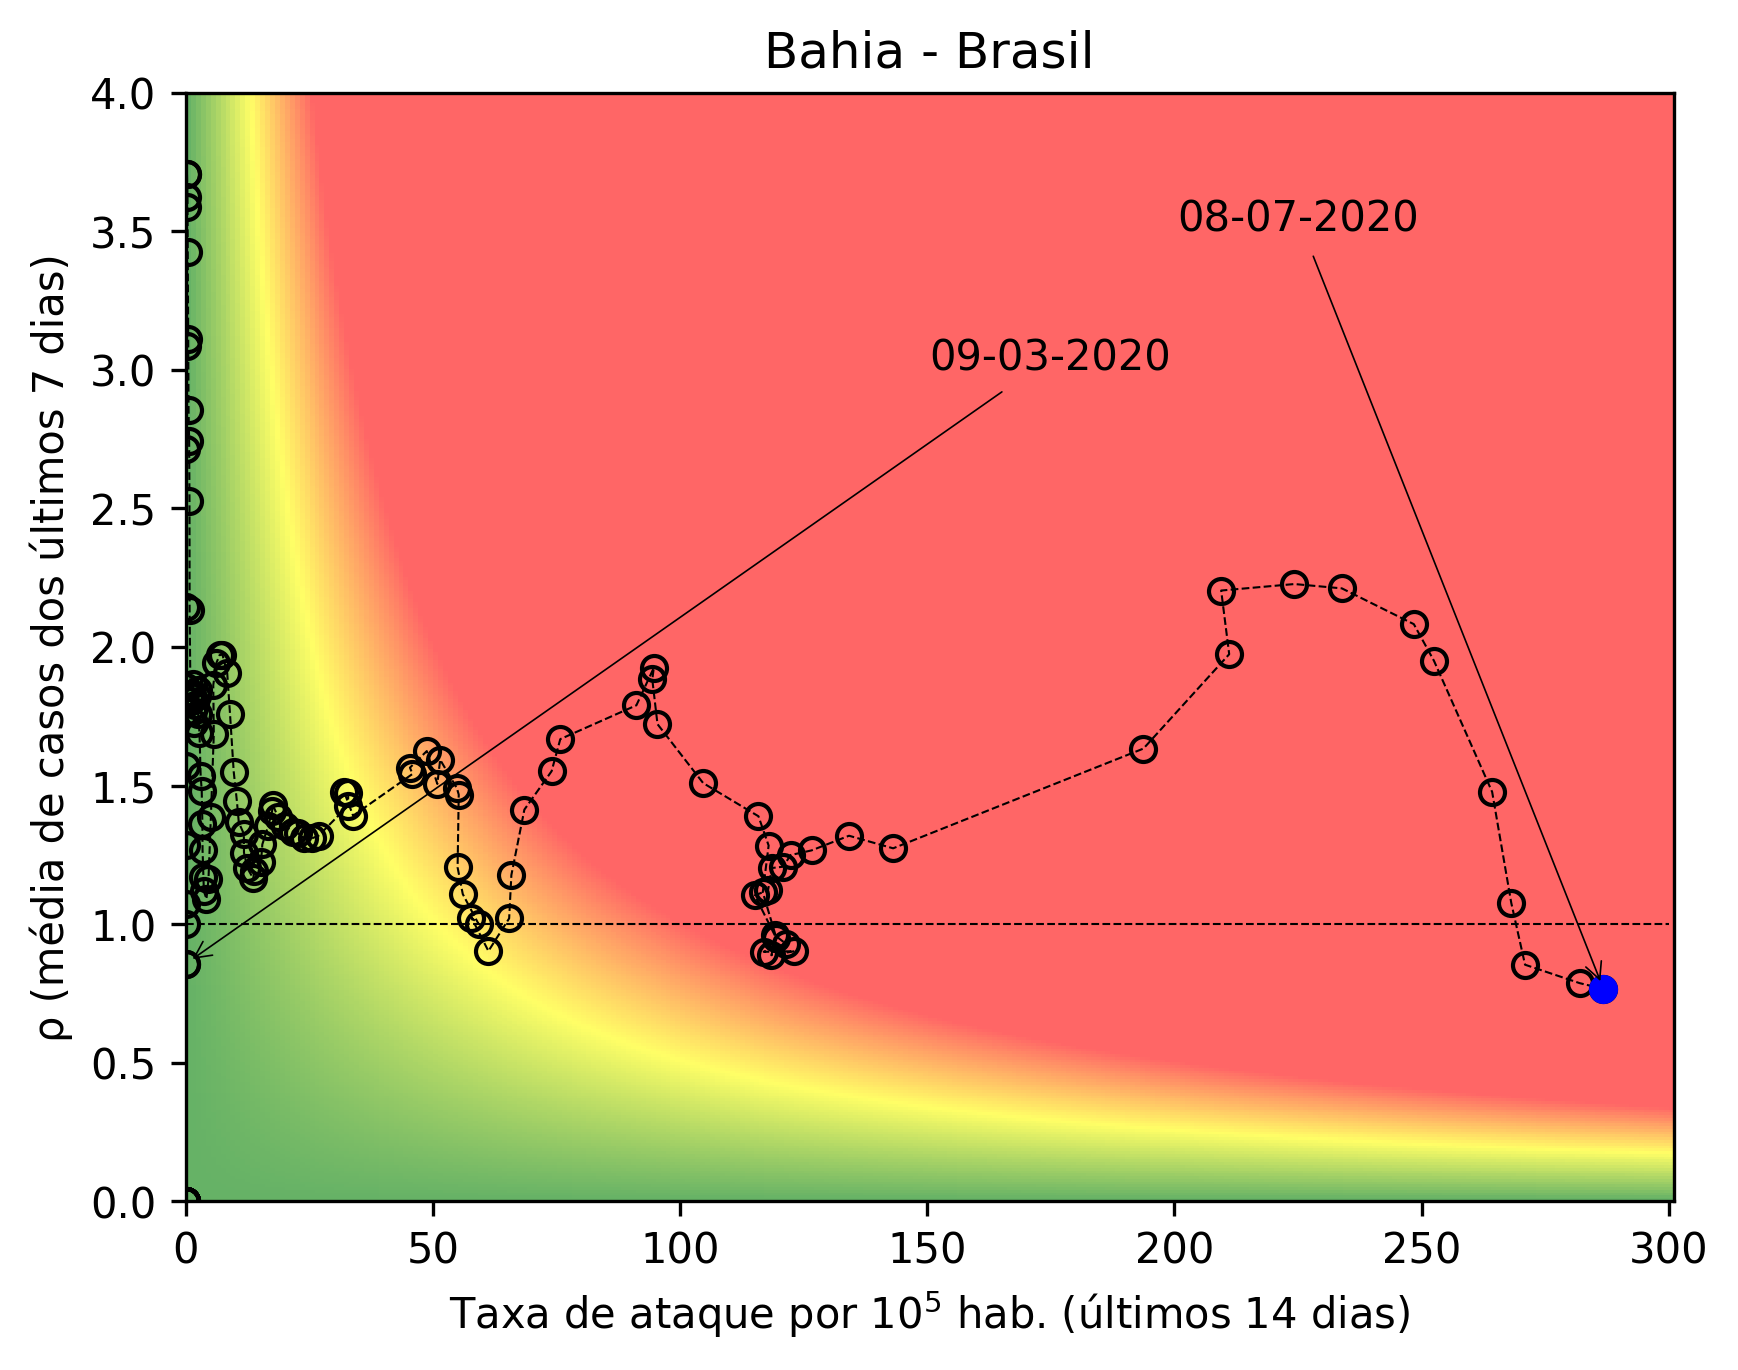 Bahia - Brasil
4.0
3.5
3.0
2.5
2.0
1.5
1.0
0.5
0.0
ρ (média de casos dos últimos 7 dias)
08-07-2020
09-03-2020
0 50 100 150 200 250 300
Taxa de ataque por 10⁵ hab. (últimos 14 dias)